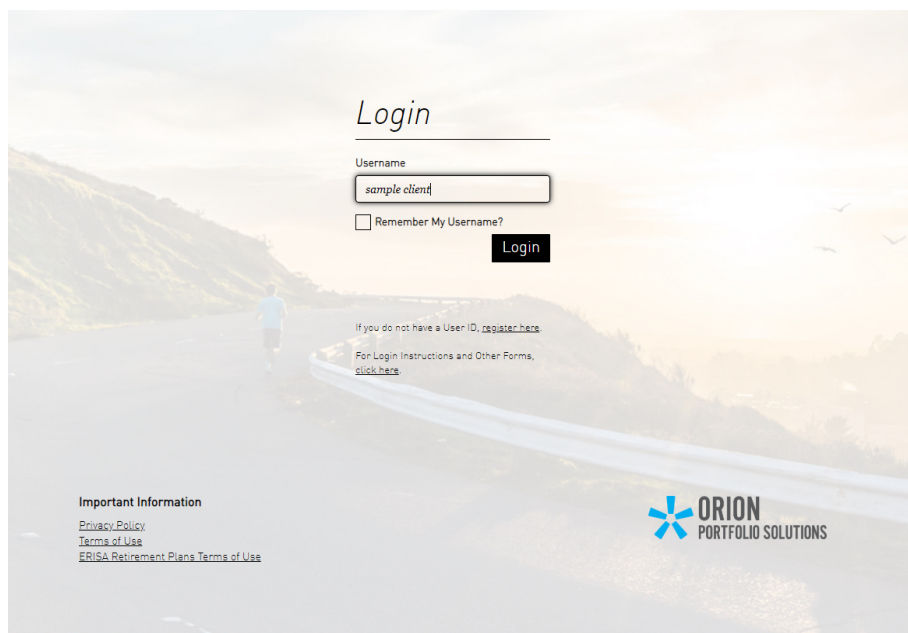 Login
Username
sample client
Remember My Username?
Login
If you do not have a User ID, register here.
For Login Instructions and Other Forms,
click here.
Important Information
Privacy Policy
Terms of Use
ERISA Retirement Plans Terms of Use
ORION
PORTFOLIO SOLUTIONS